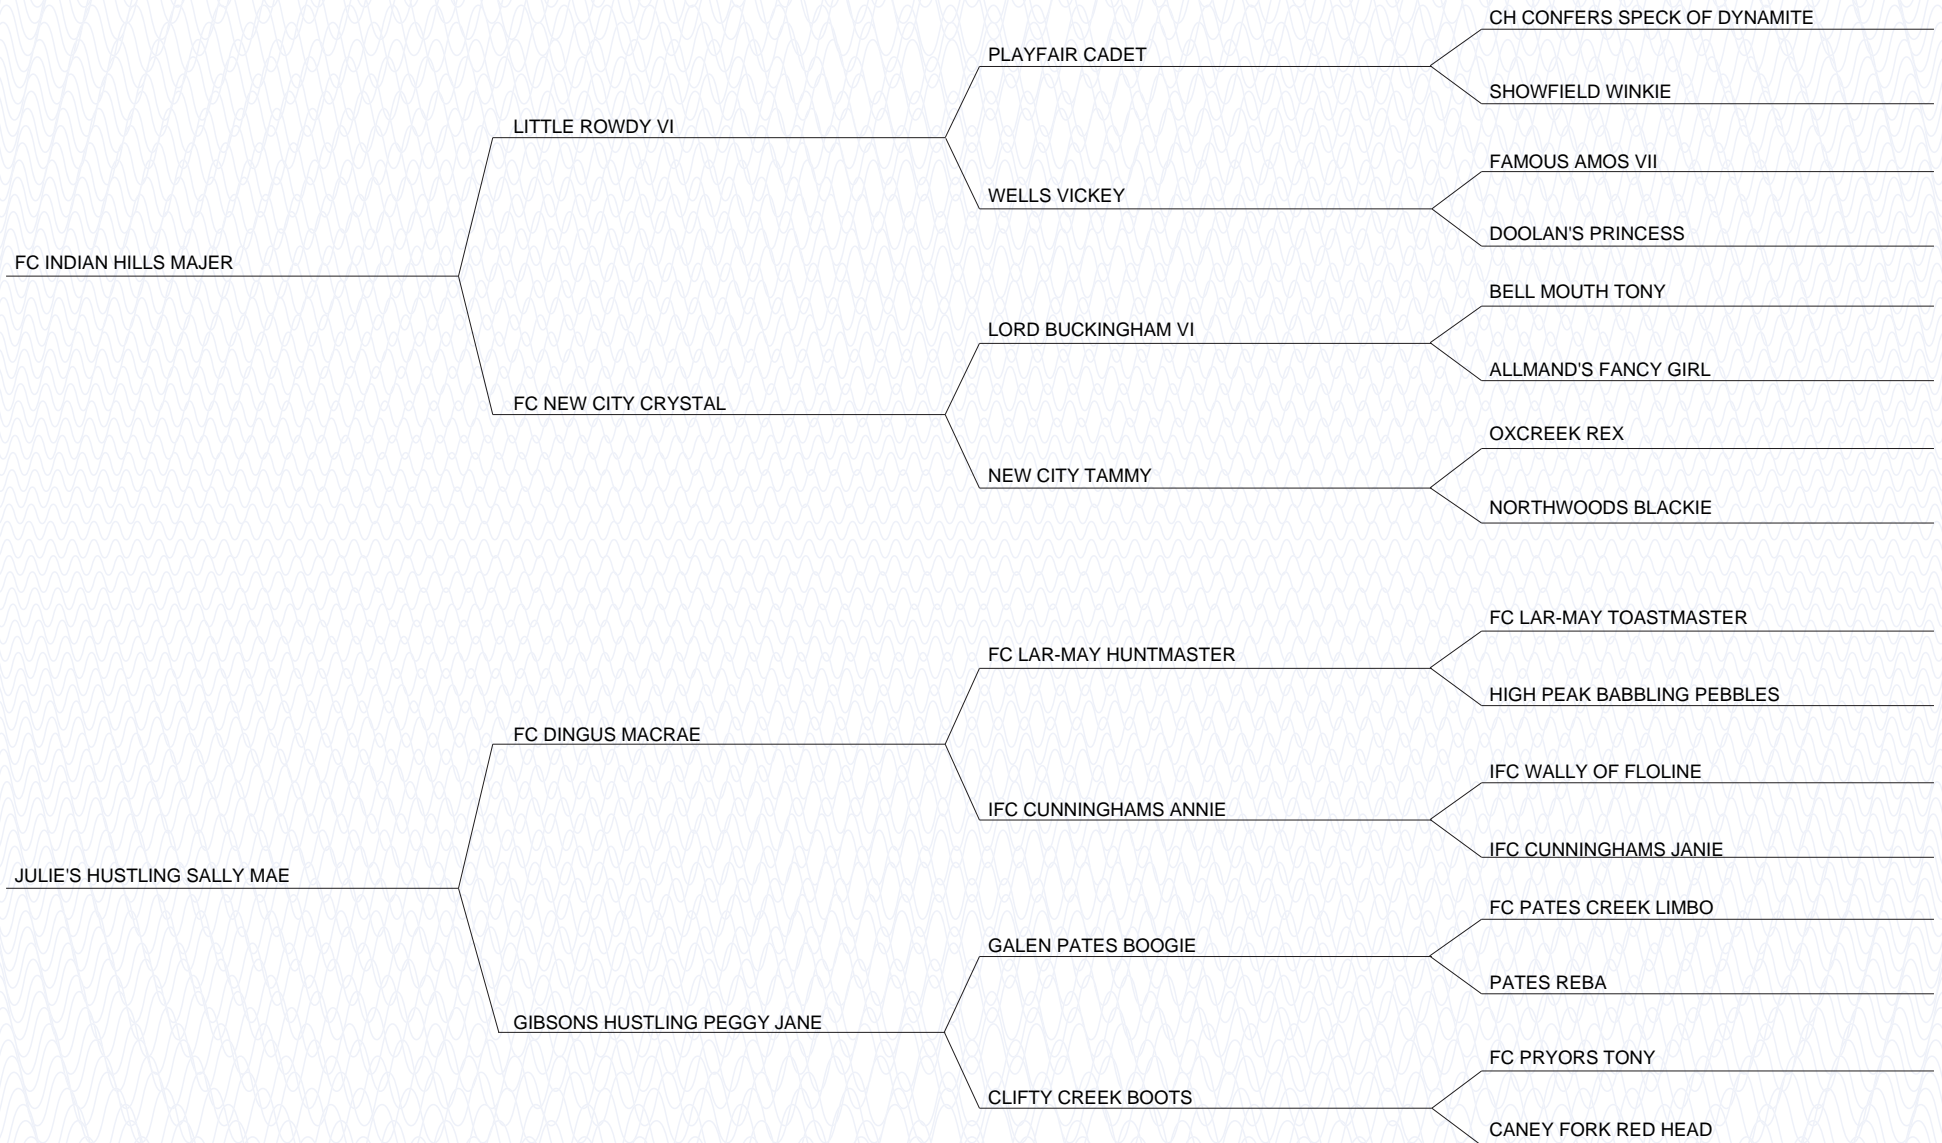 CH CONFERS SPECK OF DYNAMITE
PLAYFAIR CADET
SHOWFIELD WINKIE
LITTLE ROWDY VI
FAMOUS AMOS VII
WELLS VICKEY
DOOLAN'S PRINCESS
FC INDIAN HILLS MAJER
BELL MOUTH TONY
LORD BUCKINGHAM VI
ALLMAND'S FANCY GIRL
FC NEW CITY CRYSTAL
OXCREEK REX
NEW CITY TAMMY
NORTHWOODS BLACKIE
FC LAR-MAY TOASTMASTER
FC LAR-MAY HUNTMASTER
HIGH PEAK BABBLING PEBBLES
FC DINGUS MACRAE
IFC WALLY OF FLOLINE
IFC CUNNINGHAMS ANNIE
IFC CUNNINGHAMS JANIE
JULIE'S HUSTLING SALLY MAE
FC PATES CREEK LIMBO
GALEN PATES BOOGIE
PATES REBA
GIBSONS HUSTLING PEGGY JANE
FC PRYORS TONY
CLIFTY CREEK BOOTS
CANEY FORK RED HEAD